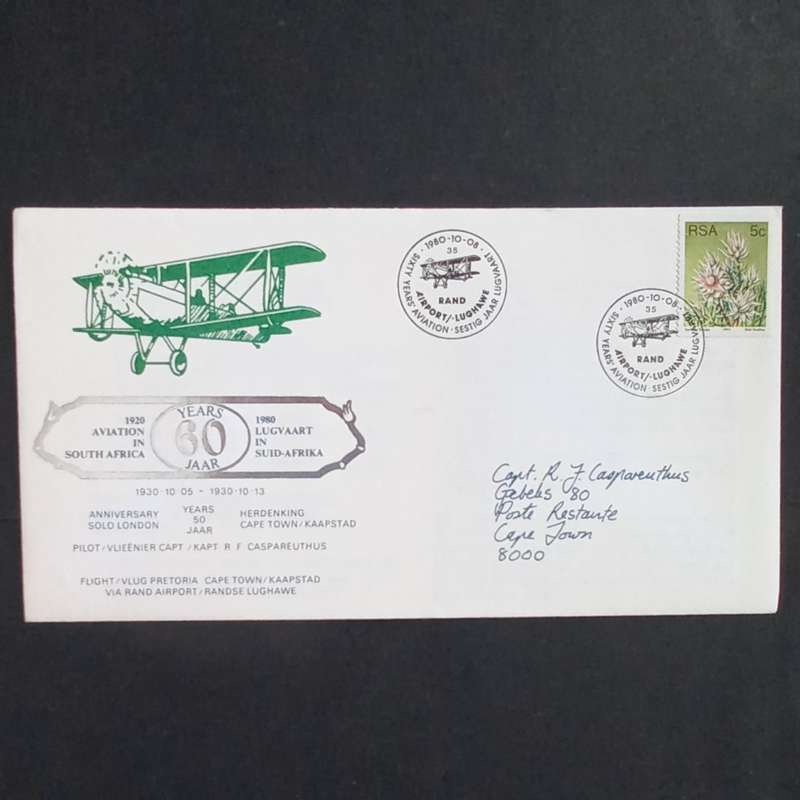 RSA 5c
1980-10-08
35
RAND
AIRPORT/-LUGHAWE
SIXTY YEARS' AVIATION · SESTIG JAAR LUGVAART
1980-10-08
35
RAND
AIRPORT/-LUGHAWE
SIXTY YEARS' AVIATION · SESTIG JAAR LUGVAART
1920
AVIATION
IN
SOUTH AFRICA
YEARS
60
JAAR
1980
LUGVAART
IN
SUID-AFRIKA
1930·10·05 - 1930·10·13
ANNIVERSARY YEARS HERDENKING
SOLO LONDON 50 CAPE TOWN/KAAPSTAD
JAAR
PILOT/VLIEËNIER CAPT/KAPT R F CASPAREUTHUS
FLIGHT/VLUG PRETORIA CAPE TOWN/KAAPSTAD
VIA RAND AIRPORT/RANDSE LUGHAWE
Capt. R. F. Caspareuthus
80
Poste Restante
Cape Town
8000